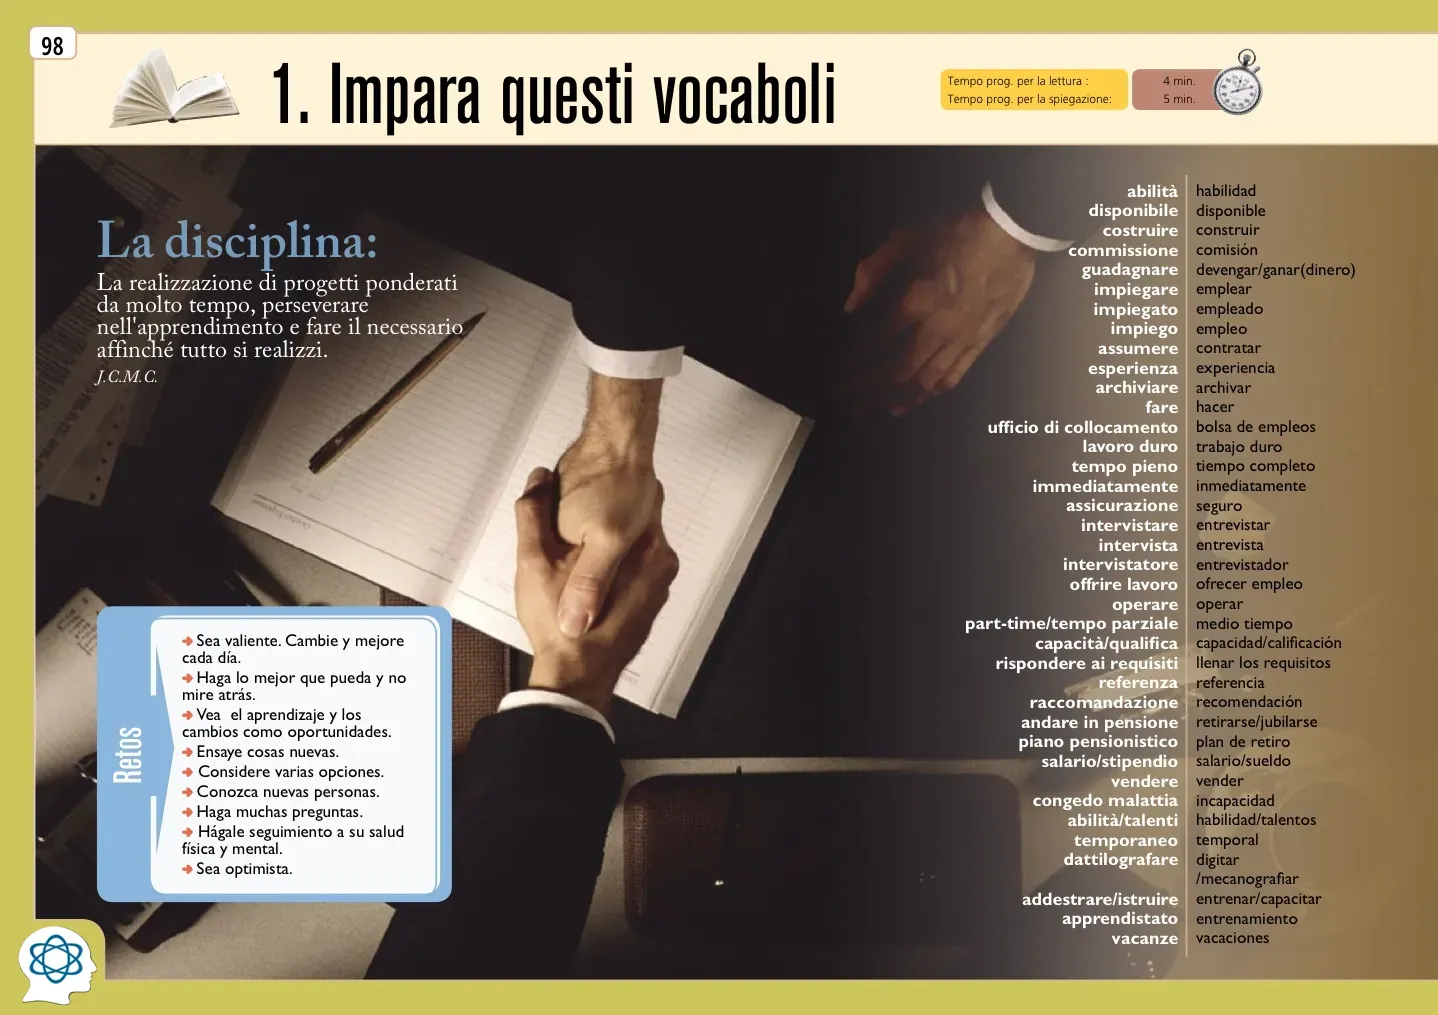 98
1. Impara questi vocaboli
Tempo prog. per la lettura : 4 min.
Tempo prog. per la spiegazione: 5 min.
La disciplina:
La realizzazione di progetti ponderati
da molto tempo, perseverare
nell'apprendimento e fare il necessario
affinché tutto si realizzi.
J.C.M.C.
Retos
➜ Sea valiente. Cambie y mejore
cada día.
➜ Haga lo mejor que pueda y no
mire atrás.
➜ Vea el aprendizaje y los
cambios como oportunidades.
➜ Ensaye cosas nuevas.
➜ Considere varias opciones.
➜ Conozca nuevas personas.
➜ Haga muchas preguntas.
➜ Hágale seguimiento a su salud
física y mental.
➜ Sea optimista.
abilità habilidad
disponibile disponible
costruire construir
commissione comisión
guadagnare devengar/ganar(dinero)
impiegare emplear
impiegato empleado
impiego empleo
assumere contratar
esperienza experiencia
archiviare archivar
fare hacer
ufficio di collocamento bolsa de empleos
lavoro duro trabajo duro
tempo pieno tiempo completo
immediatamente inmediatamente
assicurazione seguro
intervistare entrevistar
intervista entrevista
intervistatore entrevistador
offrire lavoro ofrecer empleo
operare operar
part-time/tempo parziale medio tiempo
capacità/qualifica capacidad/calificación
rispondere ai requisiti llenar los requisitos
referenza referencia
raccomandazione recomendación
andare in pensione retirarse/jubilarse
piano pensionistico plan de retiro
salario/stipendio salario/sueldo
vendere vender
congedo malattia incapacidad
abilità/talenti habilidad/talentos
temporaneo temporal
dattilografare digitar
/mecanografiar
addestrare/istruire entrenar/capacitar
apprendistato entrenamiento
vacanze vacaciones